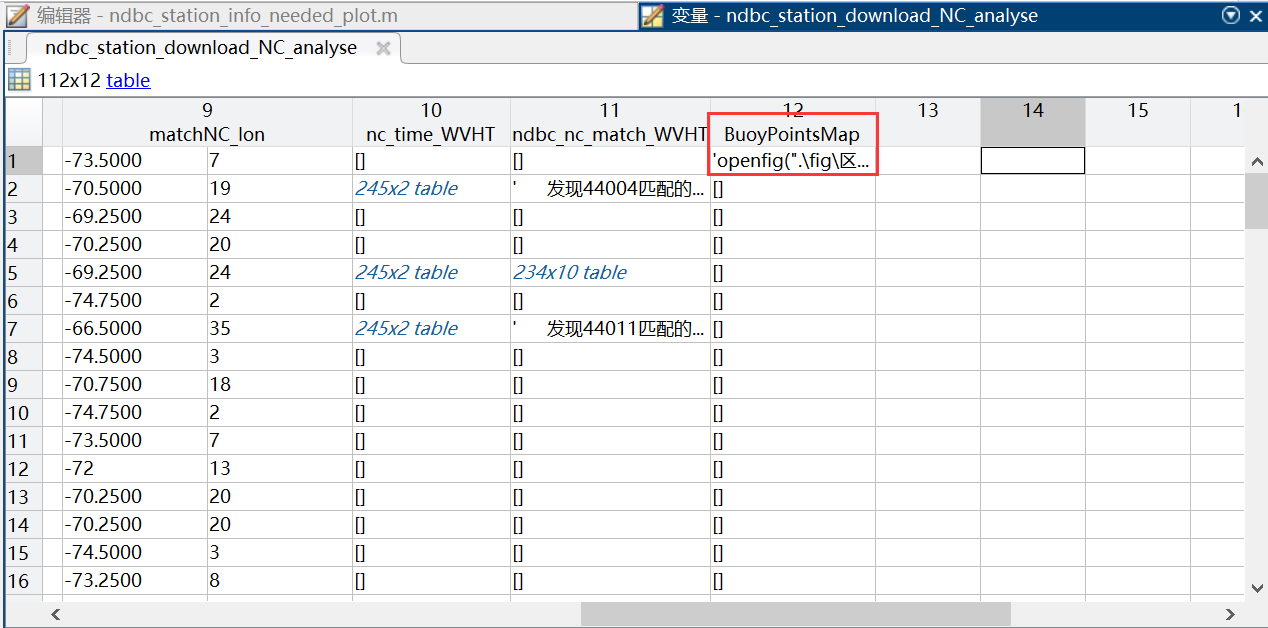 编辑器 - ndbc_station_info_needed_plot.m 变量 - ndbc_station_download_NC_analyse
ndbc_station_download_NC_analyse
112x12 table
9 10 11 12 13 14 15 1
matchNC_lon nc_time_WVHT ndbc_nc_match_WVHT BuoyPointsMap
1 -73.5000 7 [] [] 'openfig(".\fig\区...
2 -70.5000 19 245x2 table ' 发现44004匹配的... []
3 -69.2500 24 [] [] []
4 -70.2500 20 [] [] []
5 -69.2500 24 245x2 table 234x10 table []
6 -74.7500 2 [] [] []
7 -66.5000 35 245x2 table ' 发现44011匹配的... []
8 -74.5000 3 [] [] []
9 -70.7500 18 [] [] []
10 -74.7500 2 [] [] []
11 -73.5000 7 [] [] []
12 -72 13 [] [] []
13 -70.2500 20 [] [] []
14 -70.2500 20 [] [] []
15 -74.5000 3 [] [] []
16 -73.2500 8 [] [] []